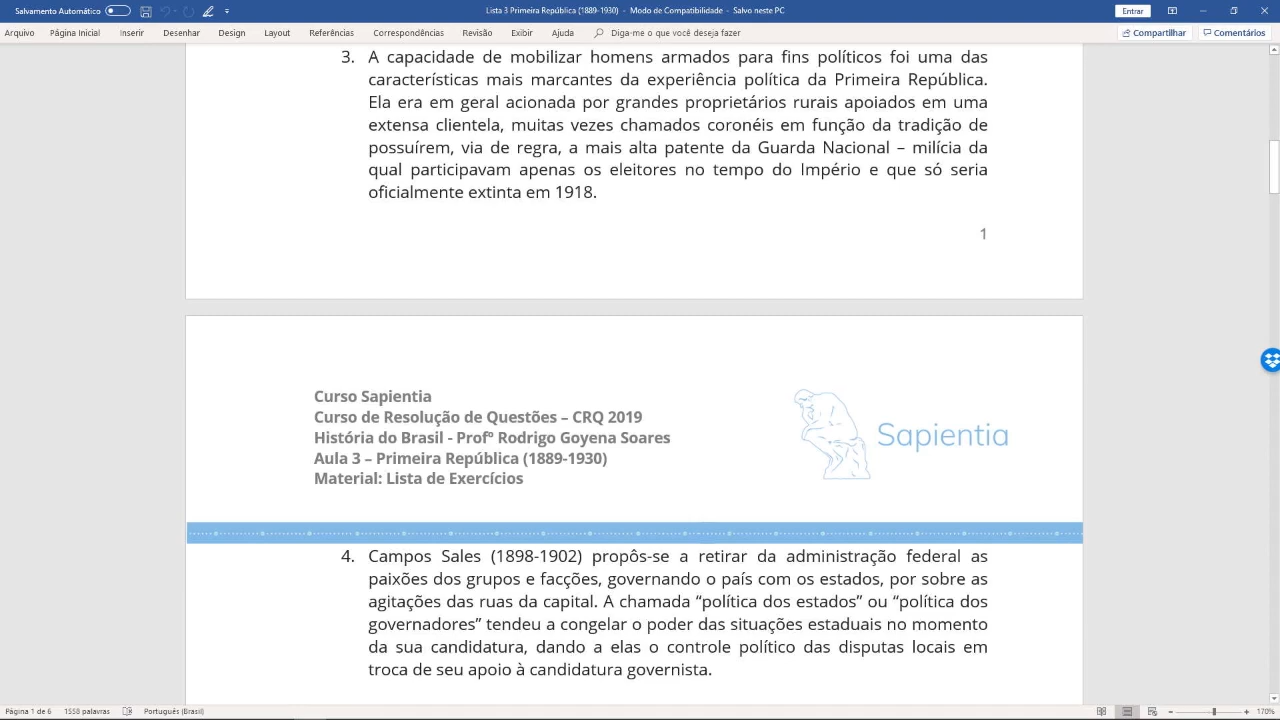 Salvamento Automático
Lista 3 Primeira República (1889-1930) - Modo de Compatibilidade - Salvo neste PC
Entrar
Arquivo Página Inicial Inserir Desenhar Design Layout Referências Correspondências Revisão Exibir Ajuda Diga-me o que você deseja fazer
Compartilhar Comentários
3. A capacidade de mobilizar homens armados para fins políticos foi uma das
características mais marcantes da experiência política da Primeira República.
Ela era em geral acionada por grandes proprietários rurais apoiados em uma
extensa clientela, muitas vezes chamados coronéis em função da tradição de
possuírem, via de regra, a mais alta patente da Guarda Nacional – milícia da
qual participavam apenas os eleitores no tempo do Império e que só seria
oficialmente extinta em 1918.
1
Curso Sapientia
Curso de Resolução de Questões – CRQ 2019
História do Brasil - Profº Rodrigo Goyena Soares
Aula 3 – Primeira República (1889-1930)
Material: Lista de Exercícios
Sapientia
4. Campos Sales (1898-1902) propôs-se a retirar da administração federal as
paixões dos grupos e facções, governando o país com os estados, por sobre as
agitações das ruas da capital. A chamada “política dos estados” ou “política dos
governadores” tendeu a congelar o poder das situações estaduais no momento
da sua candidatura, dando a elas o controle político das disputas locais em
troca de seu apoio à candidatura governista.
Página 1 de 6 1558 palavras Português (Brasil)
170%